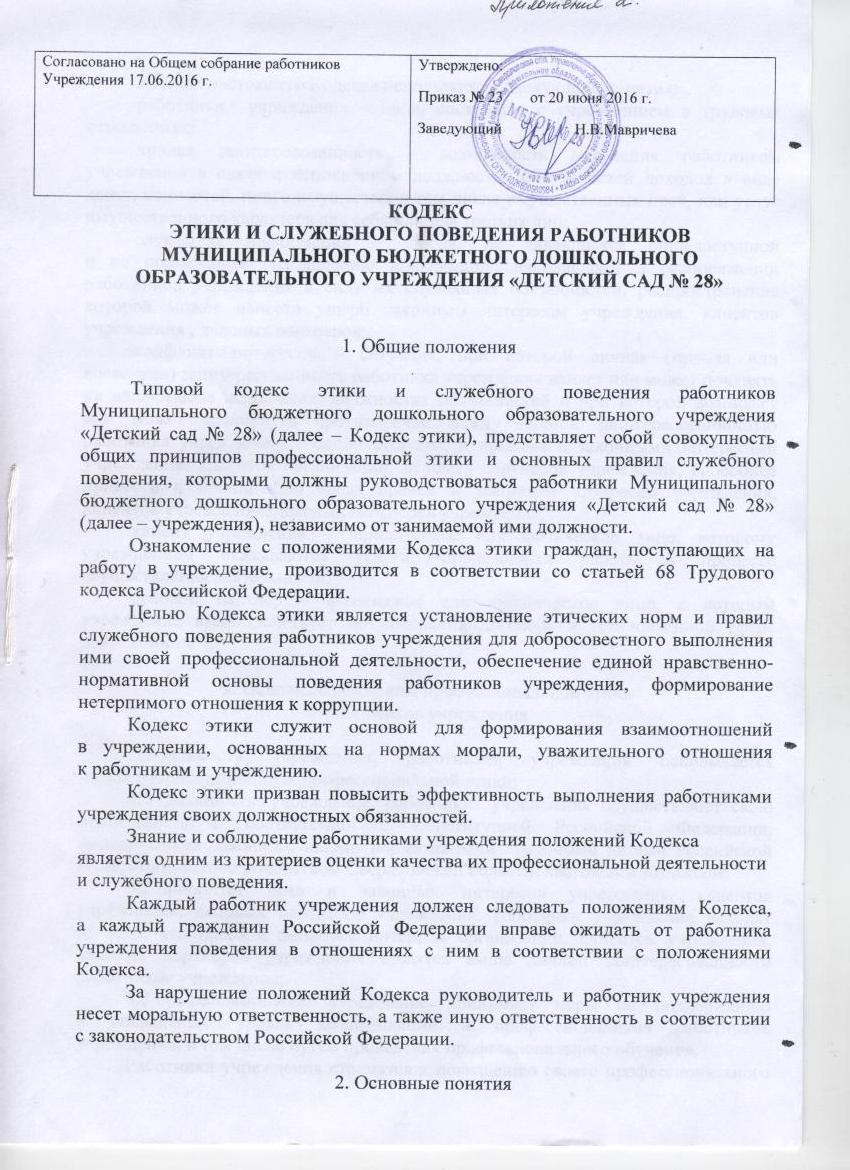 Приложение 2.
Согласовано на Общем собрание работников
Учреждения 17.06.2016 г.
Утверждено:
Приказ № 23 от 20 июня 2016 г.
Заведующий Н.В.Мавричева
КОДЕКС
ЭТИКИ И СЛУЖЕБНОГО ПОВЕДЕНИЯ РАБОТНИКОВ
МУНИЦИПАЛЬНОГО БЮДЖЕТНОГО ДОШКОЛЬНОГО
ОБРАЗОВАТЕЛЬНОГО УЧРЕЖДЕНИЯ «ДЕТСКИЙ САД № 28»
1. Общие положения
Типовой кодекс этики и служебного поведения работников
Муниципального бюджетного дошкольного образовательного учреждения
«Детский сад № 28» (далее – Кодекс этики), представляет собой совокупность
общих принципов профессиональной этики и основных правил служебного
поведения, которыми должны руководствоваться работники Муниципального
бюджетного дошкольного образовательного учреждения «Детский сад № 28»
(далее – учреждения), независимо от занимаемой ими должности.
Ознакомление с положениями Кодекса этики граждан, поступающих на
работу в учреждение, производится в соответствии со статьей 68 Трудового
кодекса Российской Федерации.
Целью Кодекса этики является установление этических норм и правил
служебного поведения работников учреждения для добросовестного выполнения
ими своей профессиональной деятельности, обеспечение единой нравственно-
нормативной основы поведения работников учреждения, формирование
нетерпимого отношения к коррупции.
Кодекс этики служит основой для формирования взаимоотношений
в учреждении, основанных на нормах морали, уважительного отношения
к работникам и учреждению.
Кодекс этики призван повысить эффективность выполнения работниками
учреждения своих должностных обязанностей.
Знание и соблюдение работниками учреждения положений Кодекса
является одним из критериев оценки качества их профессиональной деятельности
и служебного поведения.
Каждый работник учреждения должен следовать положениям Кодекса,
а каждый гражданин Российской Федерации вправе ожидать от работника
учреждения поведения в отношениях с ним в соответствии с положениями
Кодекса.
За нарушение положений Кодекса руководитель и работник учреждения
несет моральную ответственность, а также иную ответственность в соответствии
с законодательством Российской Федерации.
2. Основные понятия